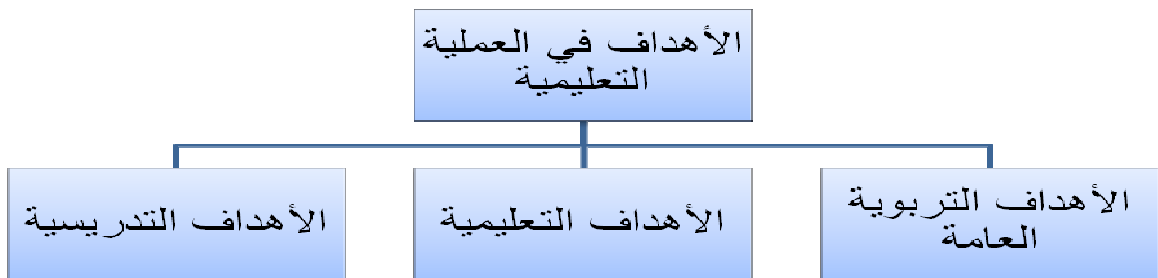 الأهداف في العملية
التعليمية
الأهداف التربوية
العامة
الأهداف التعليمية
الأهداف التدريسية